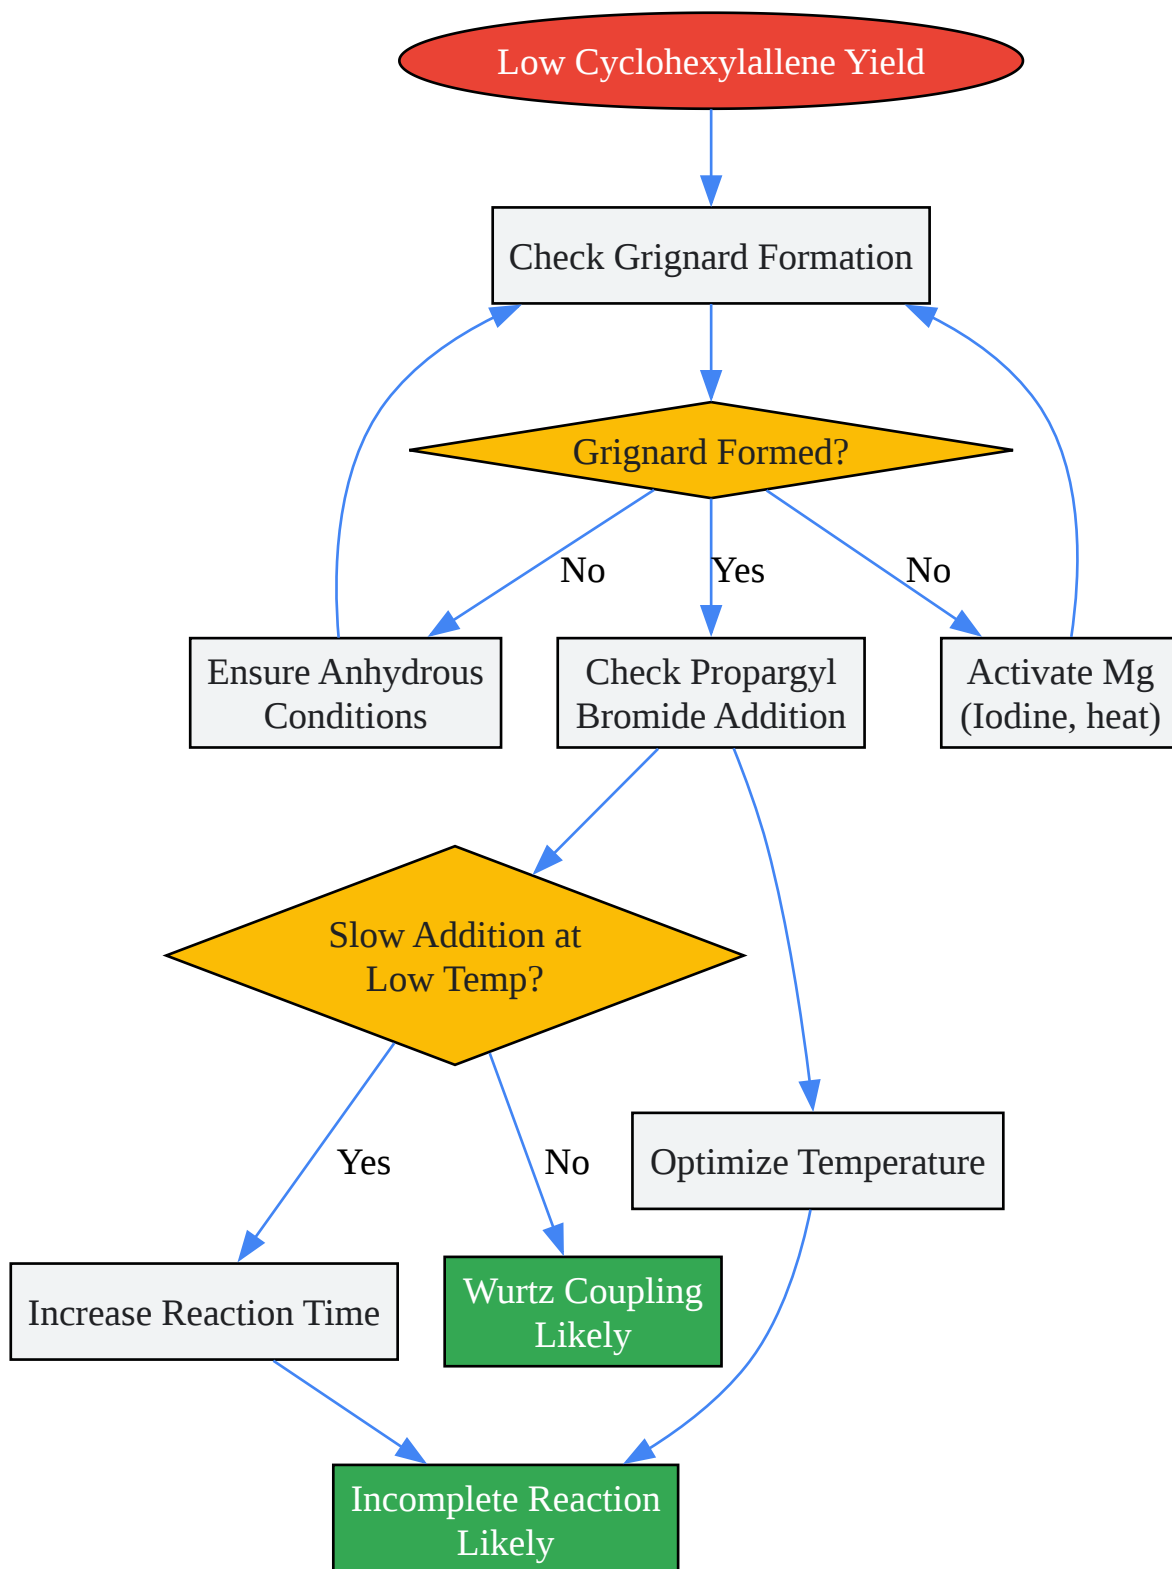 Low Cyclohexylallene Yield
Check Grignard Formation
Grignard Formed?
No
Yes
No
Ensure Anhydrous
Conditions
Check Propargyl
Bromide Addition
Activate Mg
(Iodine, heat)
Slow Addition at
Low Temp?
Yes
No
Optimize Temperature
Increase Reaction Time
Wurtz Coupling
Likely
Incomplete Reaction
Likely